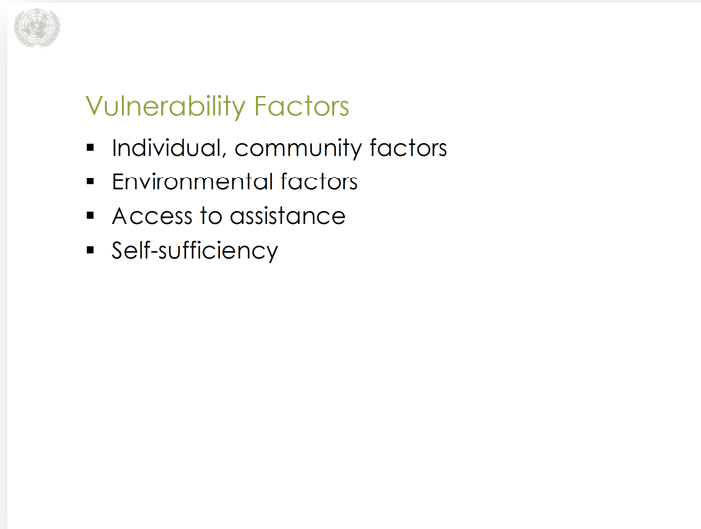 Vulnerability Factors
▪ Individual, community factors
▪ Environmental factors
▪ Access to assistance
▪ Self-sufficiency